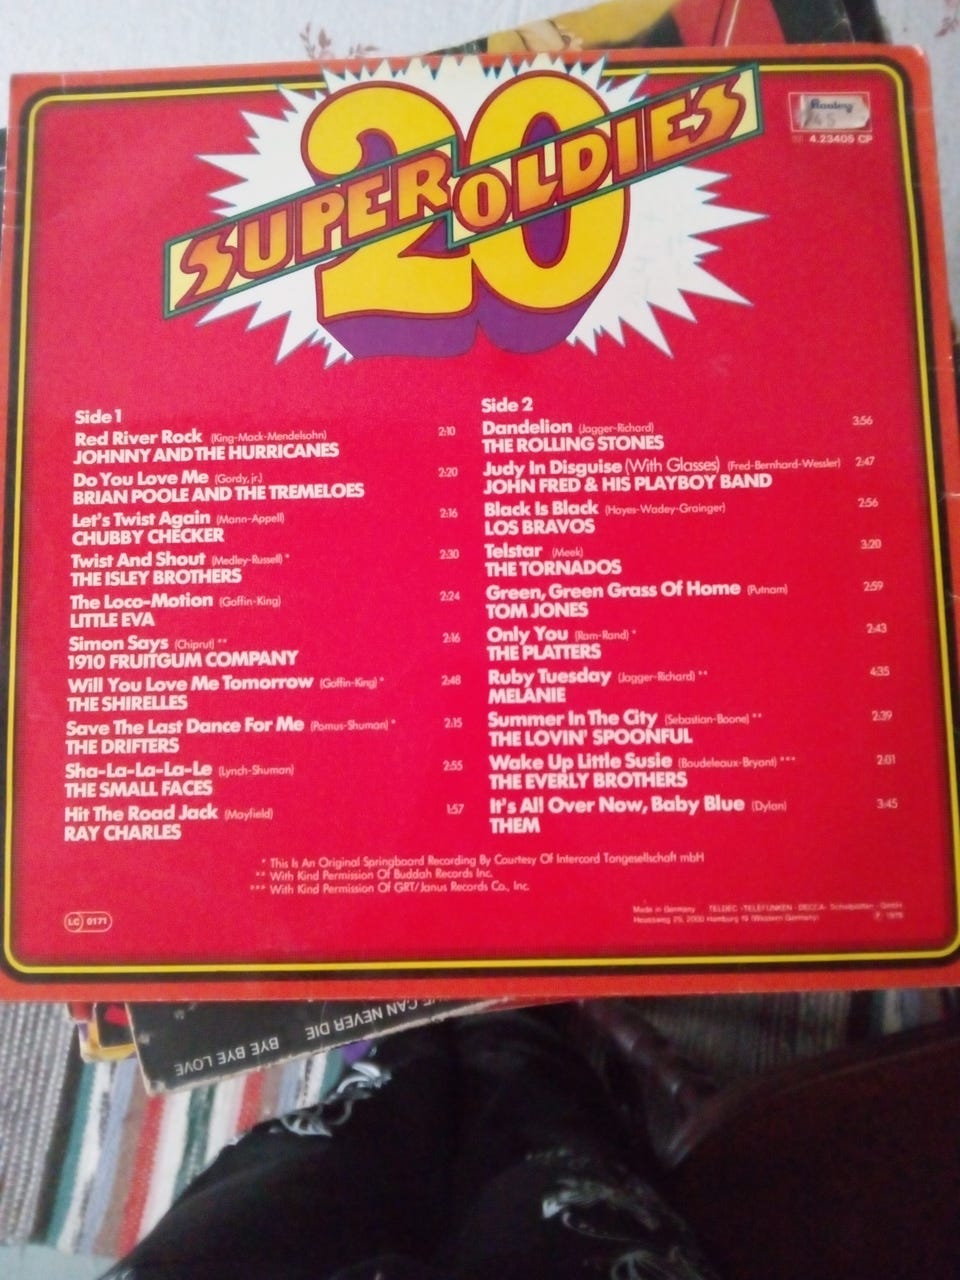 20
SUPER OLDIES
Stanley
45
4.23405 CP
Side 1
Red River Rock (King-Mack-Mendelsohn) 2:10
JOHNNY AND THE HURRICANES
Do You Love Me (Gordy, jr.) 2:20
BRIAN POOLE AND THE TREMELOES
Let's Twist Again (Mann-Appell) 2:16
CHUBBY CHECKER
Twist And Shout (Medley-Russell) * 2:30
THE ISLEY BROTHERS
The Loco-Motion (Goffin-King) 2:24
LITTLE EVA
Simon Says (Chiprut) ** 2:16
1910 FRUITGUM COMPANY
Will You Love Me Tomorrow (Goffin-King) * 2:48
THE SHIRELLES
Save The Last Dance For Me (Pomus-Shuman) * 2:15
THE DRIFTERS
Sha-La-La-La-Le (Lynch-Shuman) 2:55
THE SMALL FACES
Hit The Road Jack (Mayfield) 1:57
RAY CHARLES
Side 2
Dandelion (Jagger-Richard) 3:56
THE ROLLING STONES
Judy In Disguise (With Glasses) (Fred-Bernhard-Wessler) 2:47
JOHN FRED & HIS PLAYBOY BAND
Black Is Black (Hayes-Wadey-Grainger) 2:56
LOS BRAVOS
Telstar (Meek) 3:20
THE TORNADOS
Green, Green Grass Of Home (Putnam) 2:59
TOM JONES
Only You (Ram-Rand) * 2:43
THE PLATTERS
Ruby Tuesday (Jagger-Richard) ** 4:35
MELANIE
Summer In The City (Sebastian-Boone) ** 2:39
THE LOVIN' SPOONFUL
Wake Up Little Susie (Boudeleaux-Bryant) *** 2:01
THE EVERLY BROTHERS
It's All Over Now, Baby Blue (Dylan) 3:45
THEM
* This Is An Original Springboard Recording By Courtesy Of Intercord Tongesellschaft mbH
** With Kind Permission Of Buddah Records Inc.
*** With Kind Permission Of GRT/Janus Records Co., Inc.
LC 0171
Made in Germany TELDEC »TELEFUNKEN - DECCA« Schallplatten - GmbH
Heussweg 25, 2000 Hamburg 19 (Western Germany)
CAN NEVER DIE
BYE BYE LOVE